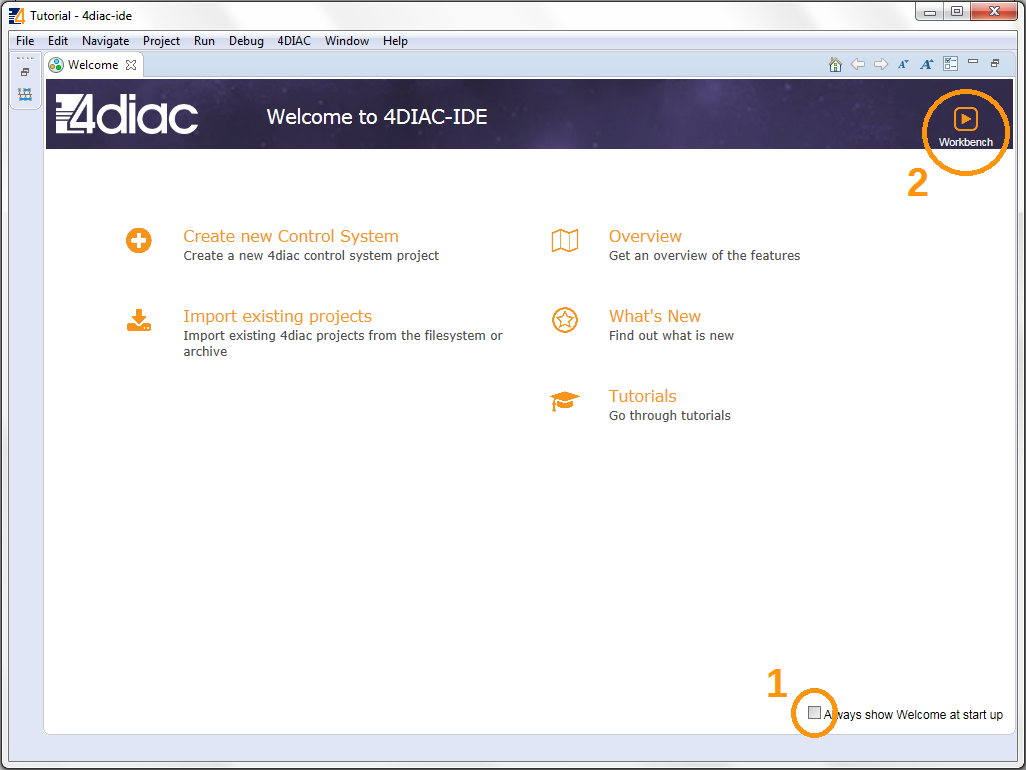 Tutorial - 4diac-ide
File Edit Navigate Project Run Debug 4DIAC Window Help
Welcome
4diac
Welcome to 4DIAC-IDE
Workbench
2
Create new Control System
Create a new 4diac control system project
Overview
Get an overview of the features
Import existing projects
Import existing 4diac projects from the filesystem or
archive
What's New
Find out what is new
Tutorials
Go through tutorials
1
Always show Welcome at start up